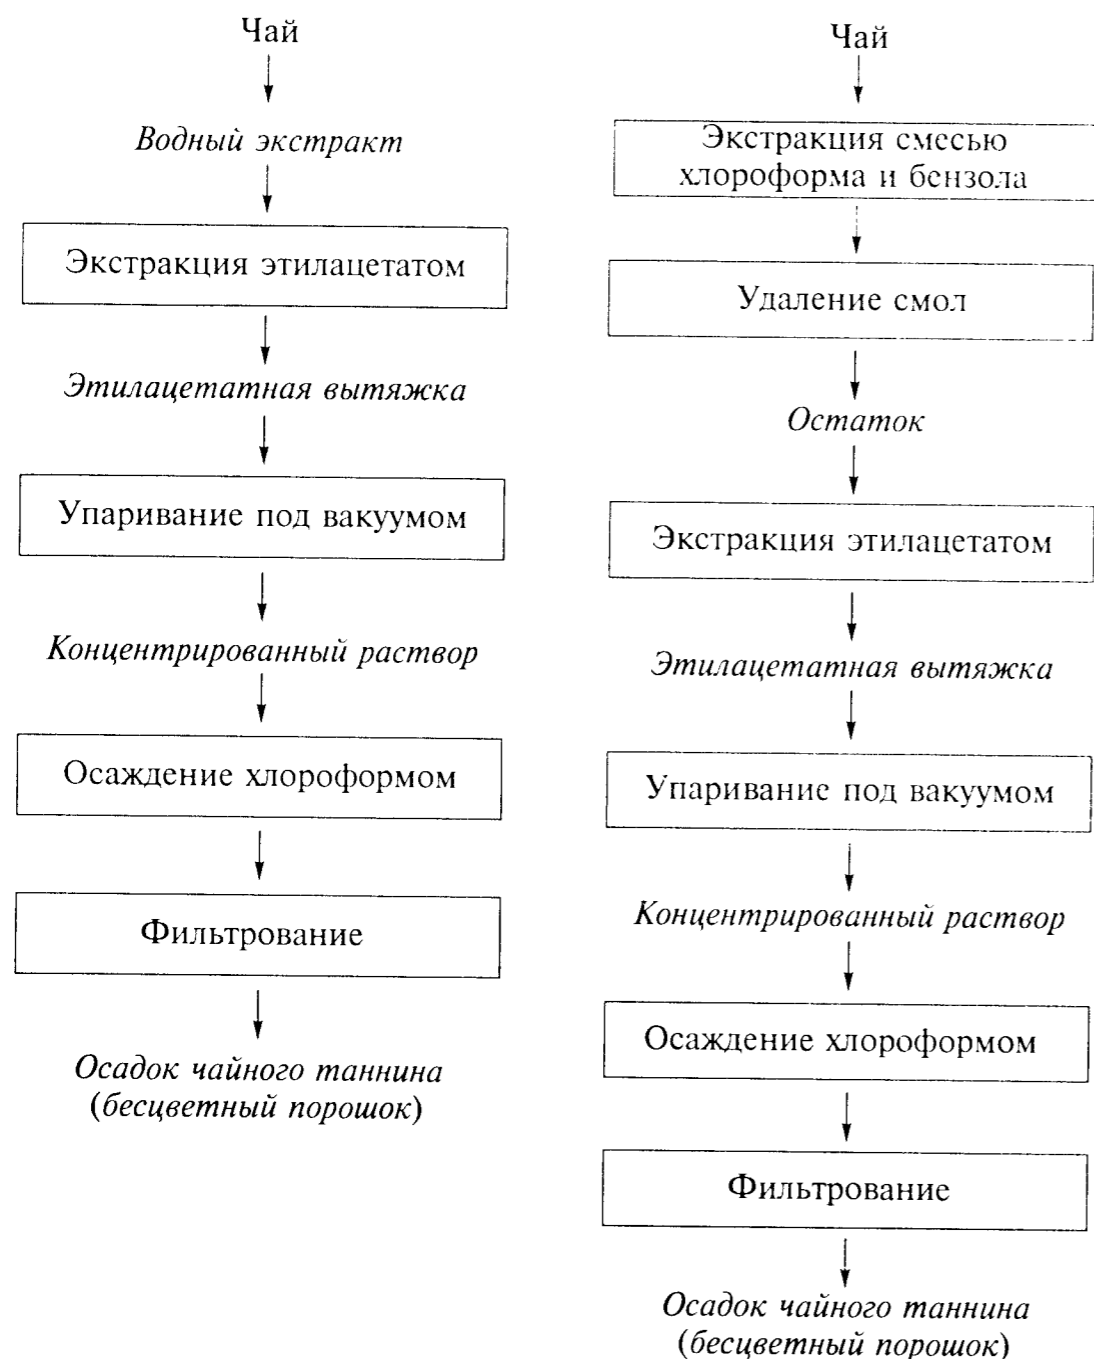 Чай
Водный экстракт
Экстракция этилацетатом
Этилацетатная вытяжка
Упаривание под вакуумом
Концентрированный раствор
Осаждение хлороформом
Фильтрование
Осадок чайного таннина
(бесцветный порошок)
Чай
Экстракция смесью
хлороформа и бензола
Удаление смол
Остаток
Экстракция этилацетатом
Этилацетатная вытяжка
Упаривание под вакуумом
Концентрированный раствор
Осаждение хлороформом
Фильтрование
Осадок чайного таннина
(бесцветный порошок)